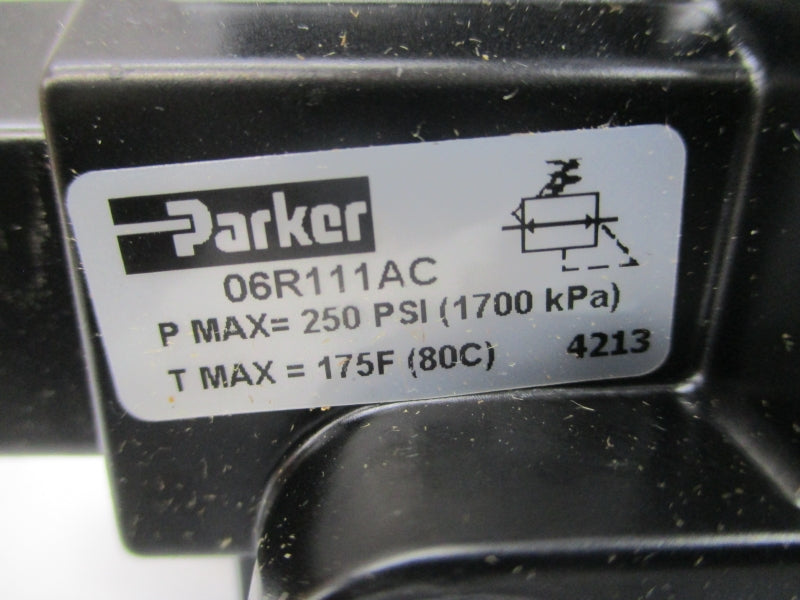 Parker
06R111AC
P MAX= 250 PSI (1700 kPa)
T MAX = 175F (80C) 4213